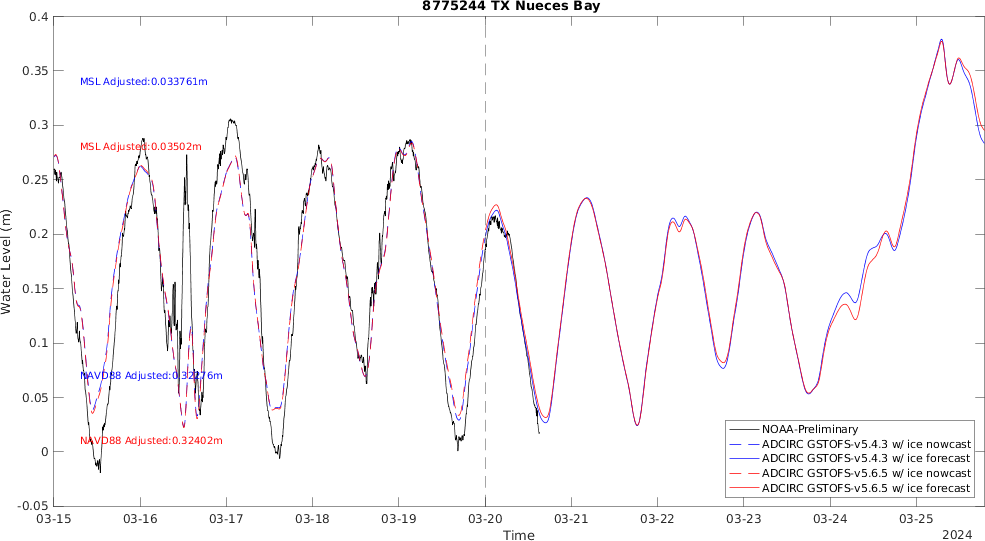 8775244 TX Nueces Bay
0.4
0.35
0.3
0.25
0.2
0.15
0.1
0.05
0
-0.05
Water Level (m)
MSL Adjusted:0.033761m
MSL Adjusted:0.03502m
NAVD88 Adjusted:0.32276m
NAVD88 Adjusted:0.32402m
NOAA-Preliminary
ADCIRC GSTOFS-v5.4.3 w/ ice nowcast
ADCIRC GSTOFS-v5.4.3 w/ ice forecast
ADCIRC GSTOFS-v5.6.5 w/ ice nowcast
ADCIRC GSTOFS-v5.6.5 w/ ice forecast
03-15 03-16 03-17 03-18 03-19 03-20 03-21 03-22 03-23 03-24 03-25
Time
2024